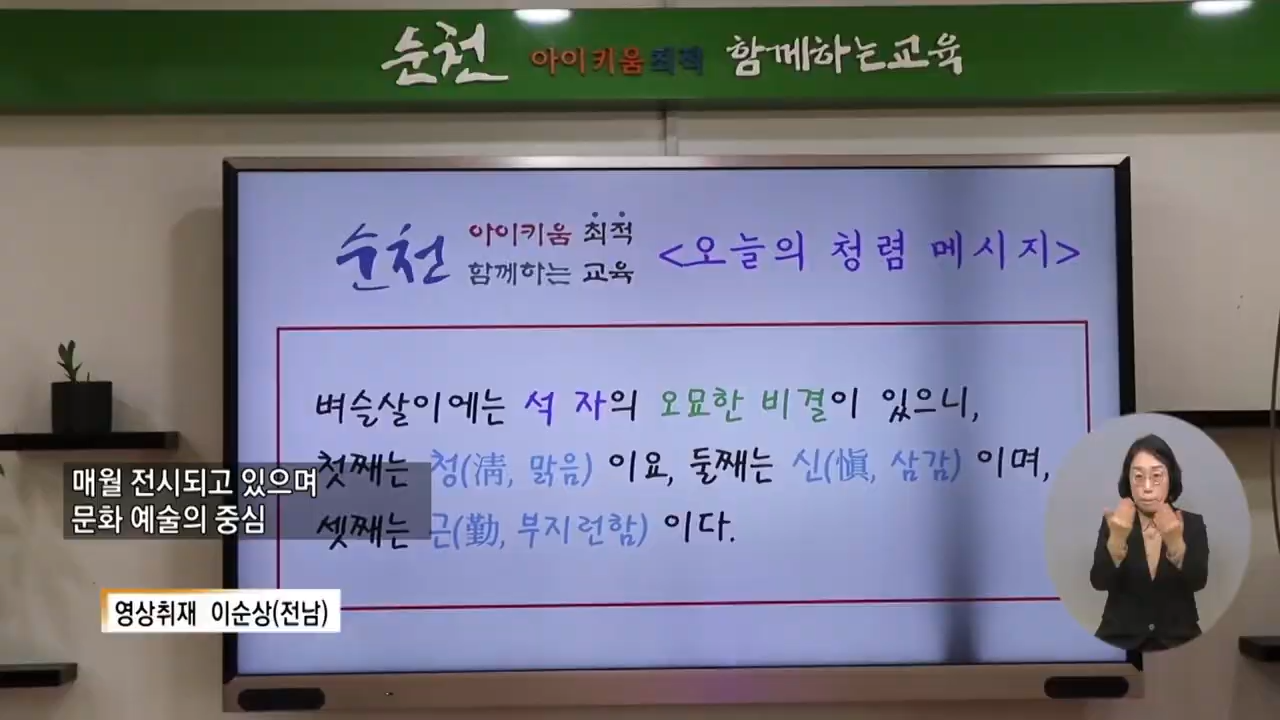 순천 아이키움최적 함께하는교육
순천 아이키움 최적 <오늘의 청렴 메시지>
함께하는 교육
벼슬살이에는 석 자의 오묘한 비결이 있으니,
첫째는 청(淸, 맑음) 이요, 둘째는 신(愼, 삼감) 이며,
셋째는 근(勤, 부지런함) 이다.
매월 전시되고 있으며
문화 예술의 중심
영상취재 이순상(전남)